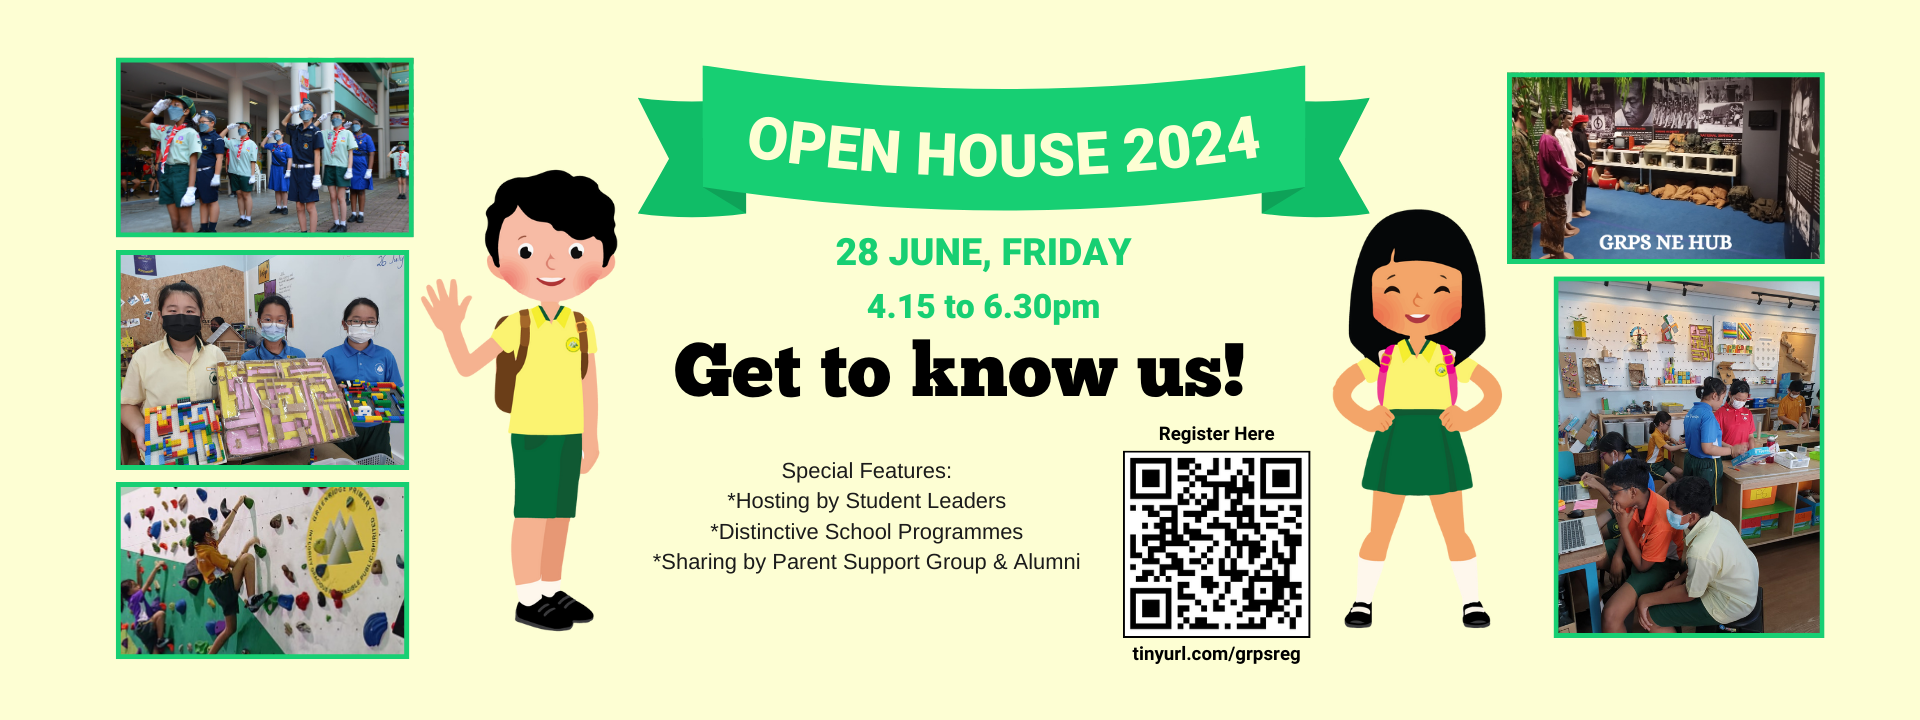 OPEN HOUSE 2024
28 JUNE, FRIDAY
4.15 to 6.30pm
Get to know us!
Special Features:
*Hosting by Student Leaders
*Distinctive School Programmes
*Sharing by Parent Support Group & Alumni
Register Here
tinyurl.com/grpsreg
26 July
GRPS NE HUB